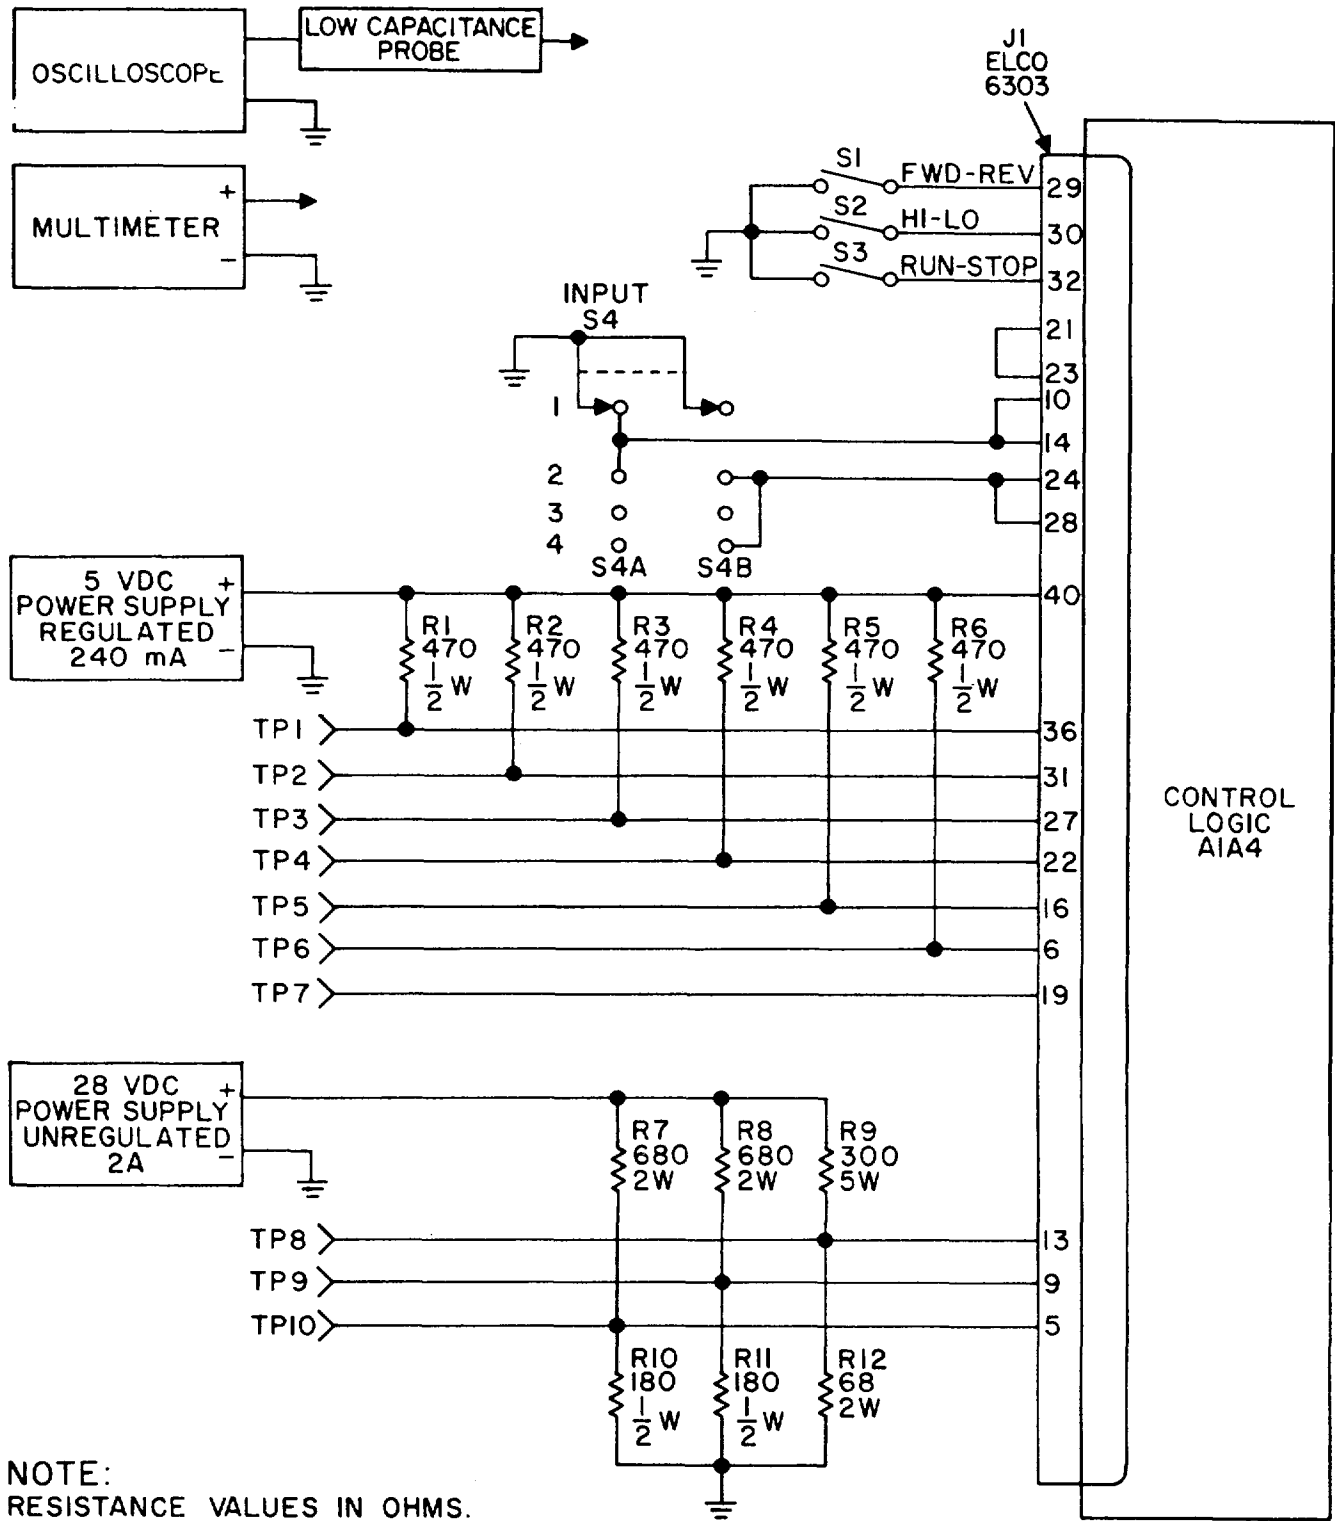 OSCILLOSCOPE
LOW CAPACITANCE
PROBE
MULTIMETER
+
−
J1
ELCO
6303
S1
FWD-REV
29
S2
HI-LO
30
S3
RUN-STOP
32
INPUT
S4
21
23
10
1
14
2
24
3
28
4
S4A
S4B
5 VDC
POWER SUPPLY
REGULATED
240 mA
+
−
40
R1
470
1/2 W
R2
470
1/2 W
R3
470
1/2 W
R4
470
1/2 W
R5
470
1/2 W
R6
470
1/2 W
TP1
36
TP2
31
TP3
27
TP4
22
TP5
16
TP6
6
TP7
19
CONTROL
LOGIC
A1A4
28 VDC
POWER SUPPLY
UNREGULATED
2A
+
−
R7
680
2W
R8
680
2W
R9
300
5W
TP8
13
TP9
9
TP10
5
R10
180
1/2 W
R11
180
1/2 W
R12
68
2W
NOTE:
RESISTANCE VALUES IN OHMS.